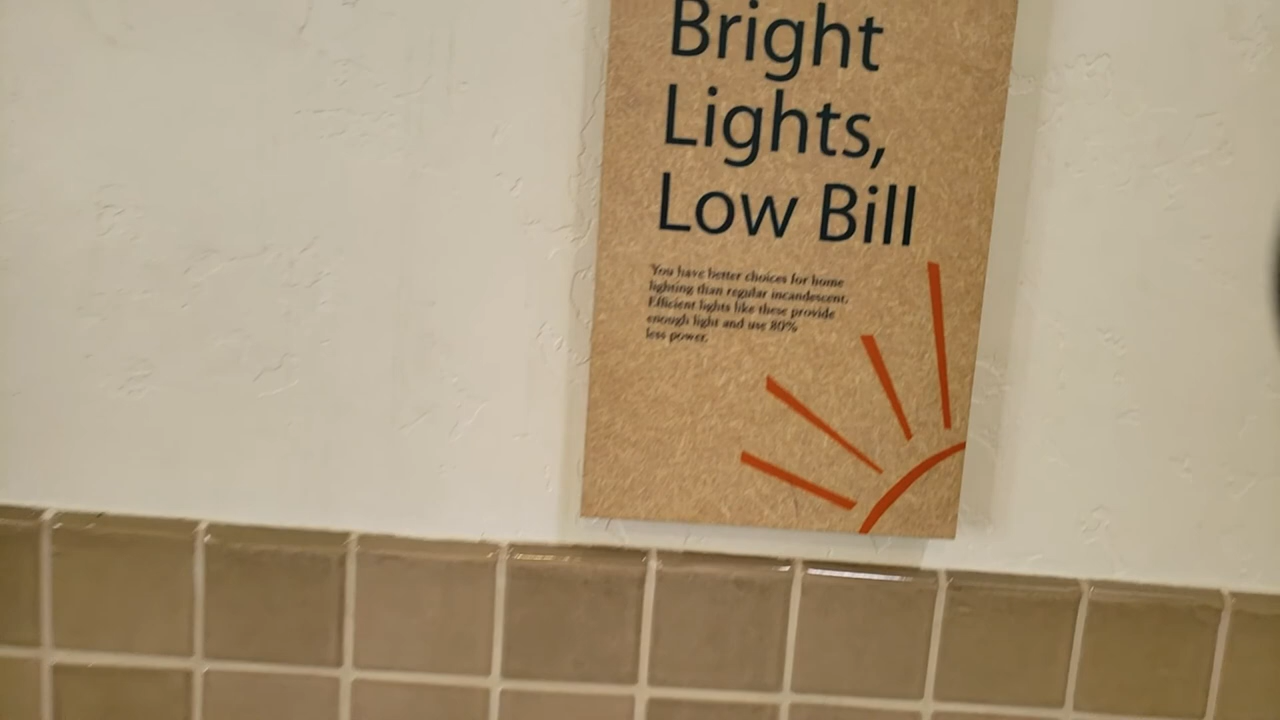 Bright
Lights,
Low Bill
You have better choices for home
lighting than regular incandescent.
Efficient lights like these provide
enough light and use 80%
less power.